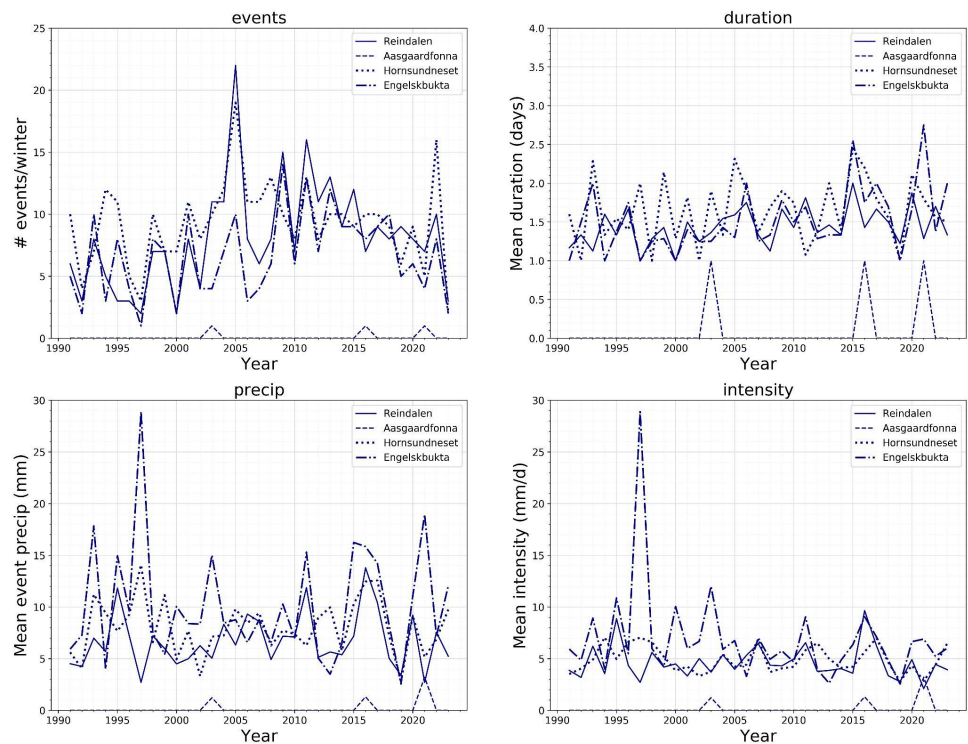 events
# events/winter
25
20
15
10
5
0
1990 1995 2000 2005 2010 2015 2020
Year
Reindalen
Aasgaardfonna
Hornsundneset
Engelskbukta
duration
Mean duration (days)
4.0
3.5
3.0
2.5
2.0
1.5
1.0
0.5
0.0
1990 1995 2000 2005 2010 2015 2020
Year
Reindalen
Aasgaardfonna
Hornsundneset
Engelskbukta
precip
Mean event precip (mm)
30
25
20
15
10
5
0
1990 1995 2000 2005 2010 2015 2020
Year
Reindalen
Aasgaardfonna
Hornsundneset
Engelskbukta
intensity
Mean intensity (mm/d)
30
25
20
15
10
5
0
1990 1995 2000 2005 2010 2015 2020
Year
Reindalen
Aasgaardfonna
Hornsundneset
Engelskbukta